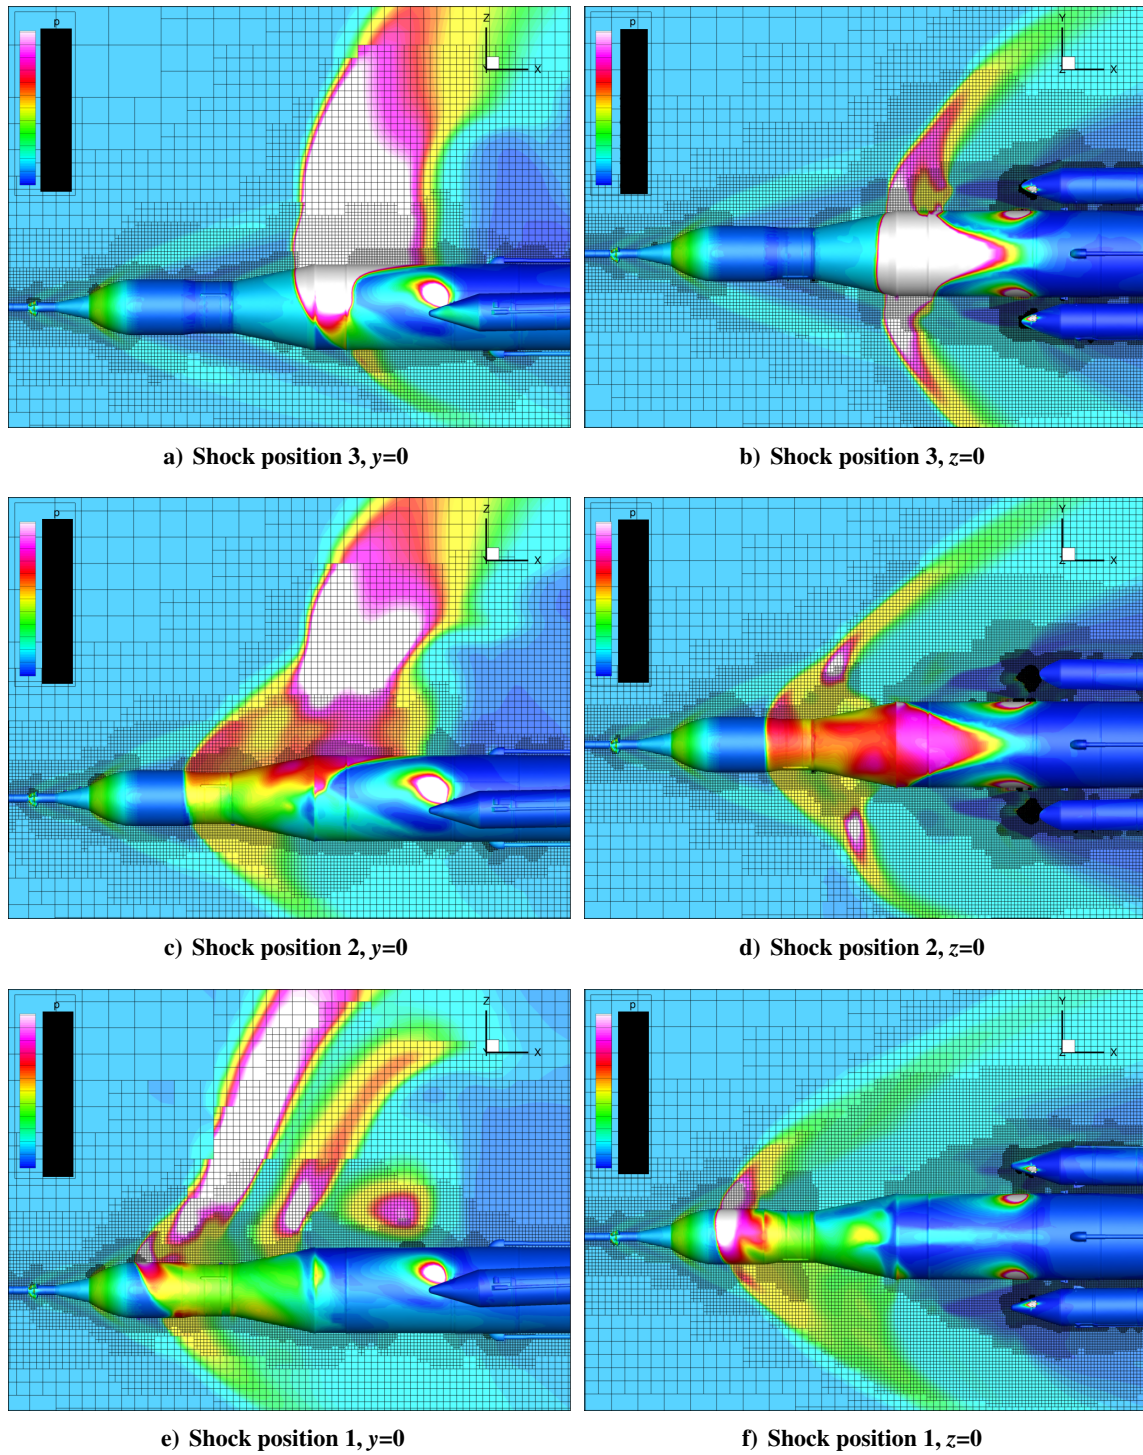 p
Z
X
p
Y
Z
X
a) Shock position 3, y=0
b) Shock position 3, z=0
p
Z
X
p
Y
Z
X
c) Shock position 2, y=0
d) Shock position 2, z=0
p
Z
Y
X
p
Y
Z
X
e) Shock position 1, y=0
f) Shock position 1, z=0